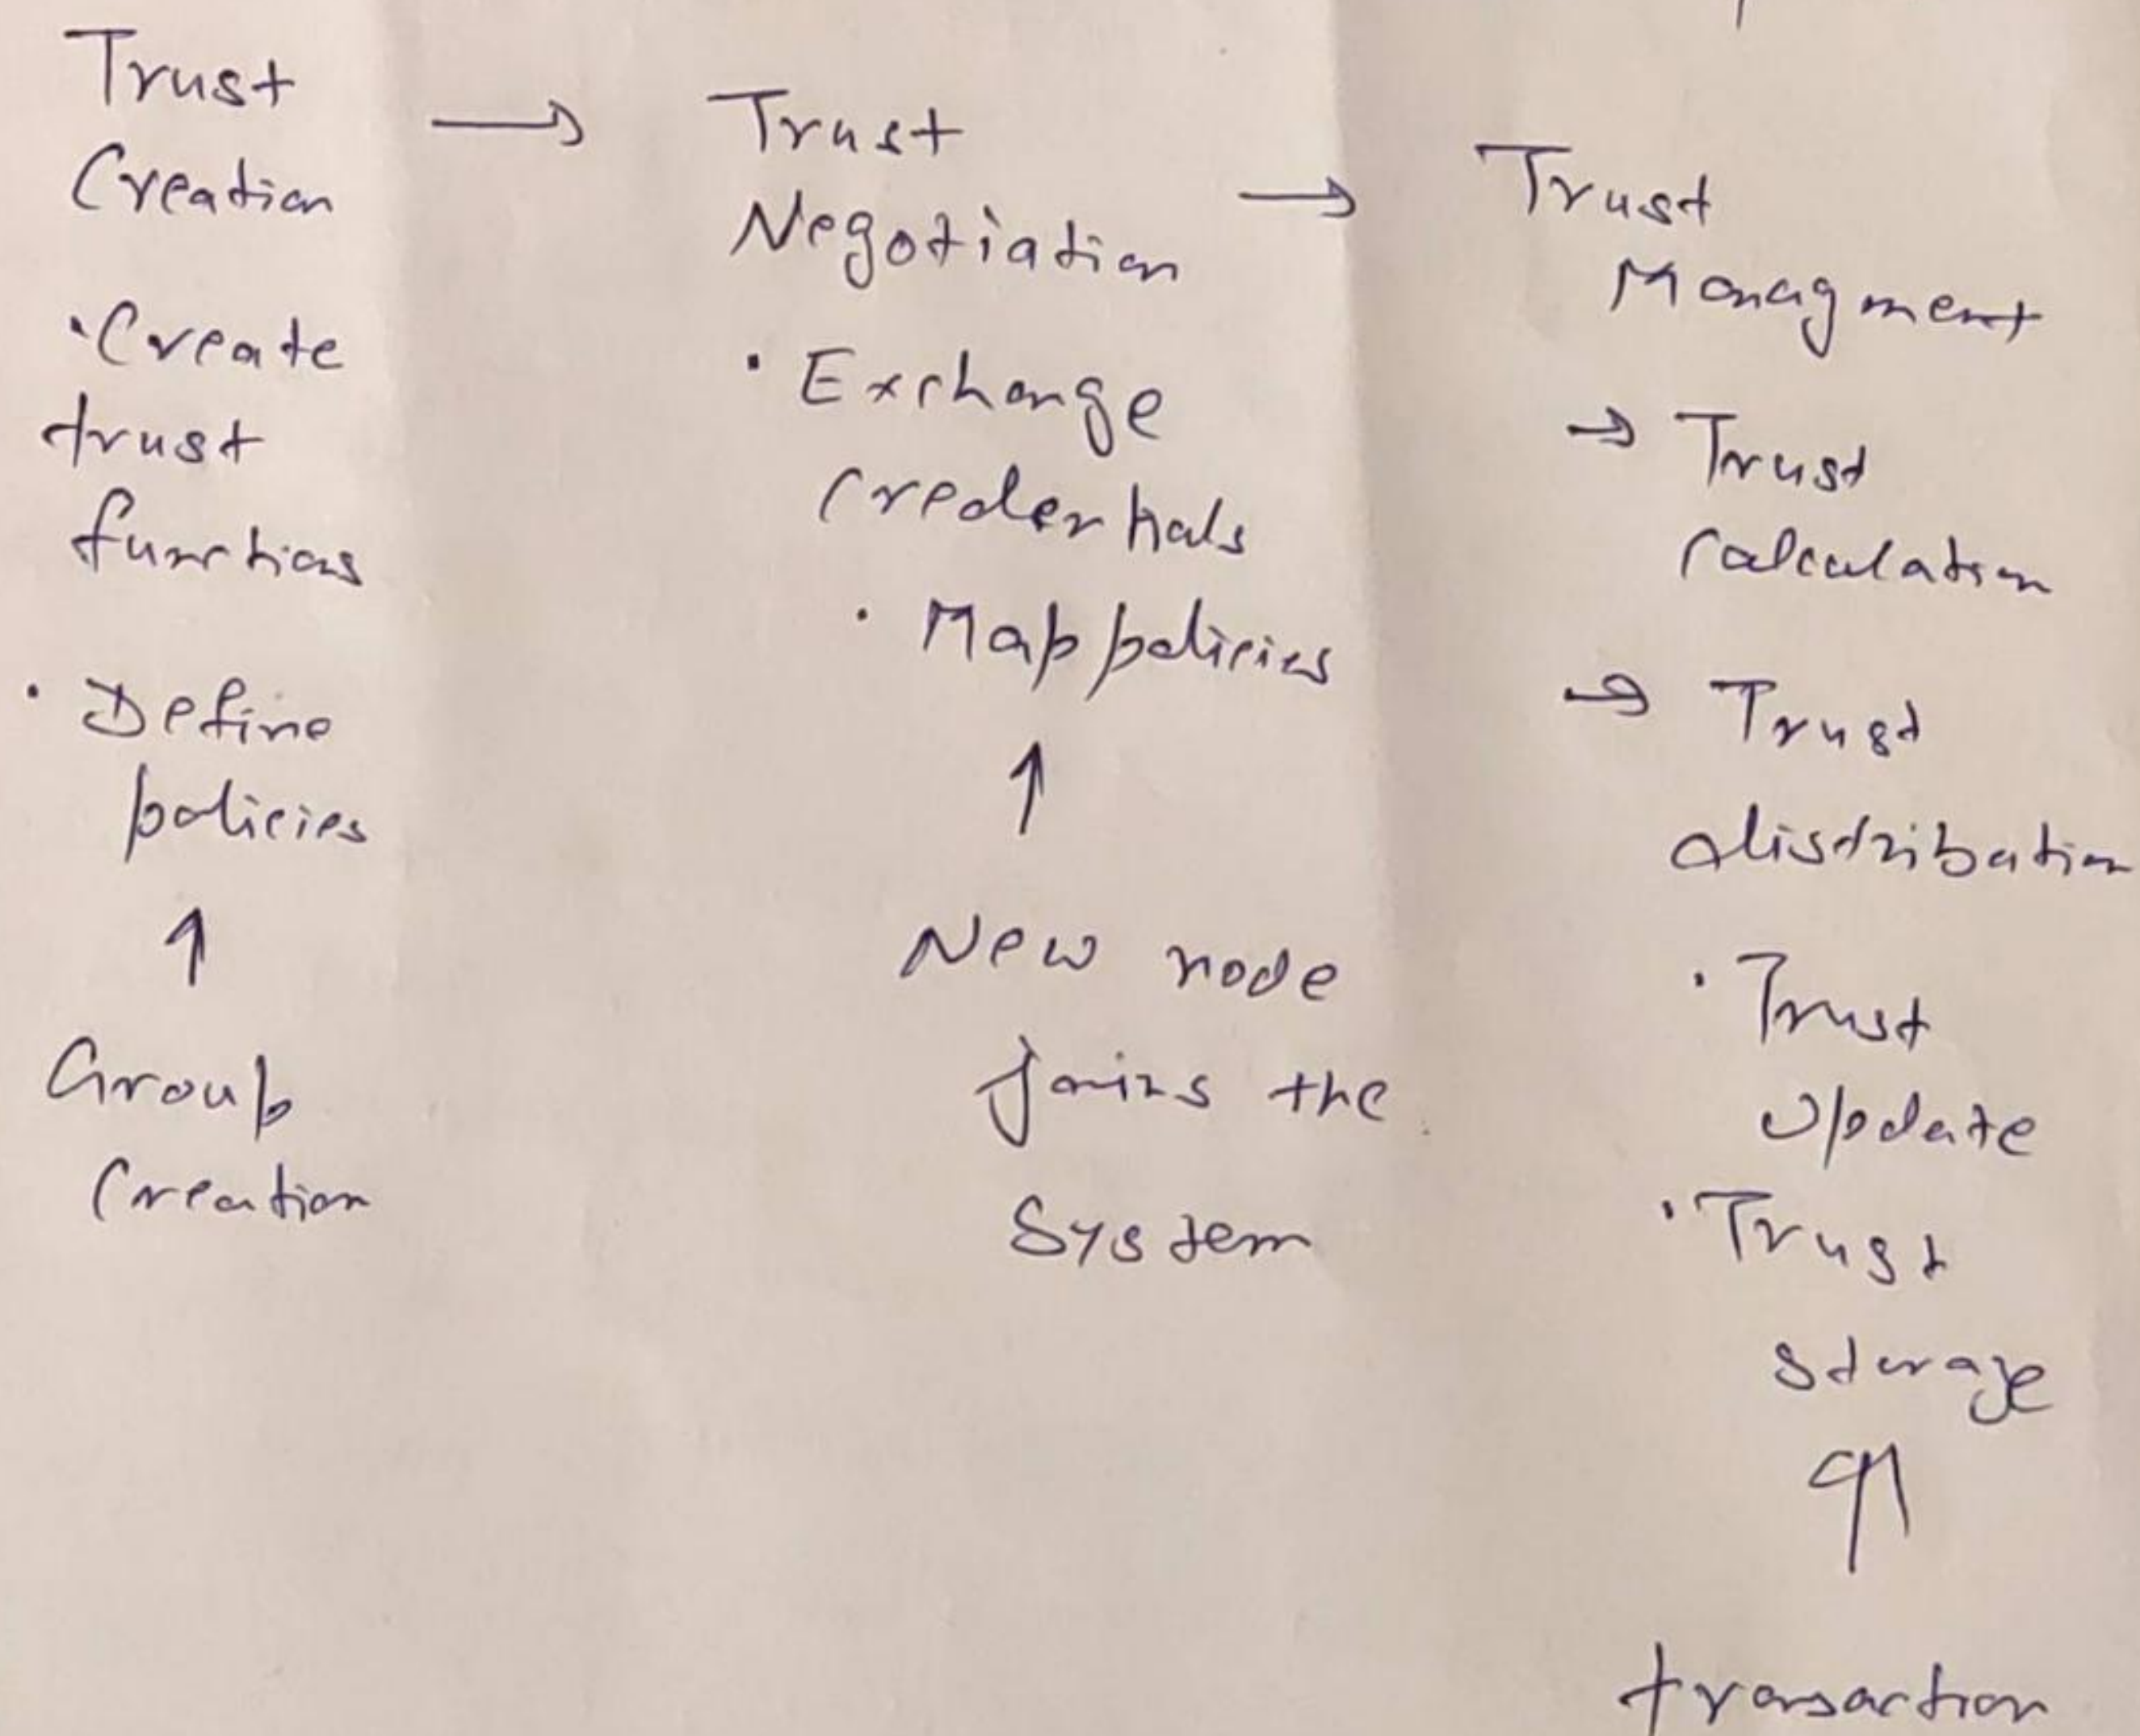 Trust
Creation
· Create
trust
functions
· Define
policies
↑
Group
Creation
→
Trust
Negotiation
· Exchange
credentials
· Map policies
↑
New node
joins the
System
→
Trust
Managment
→ Trust
calculation
→ Trust
distribution
· Trust
Update
· Trust
storage
↑
transaction